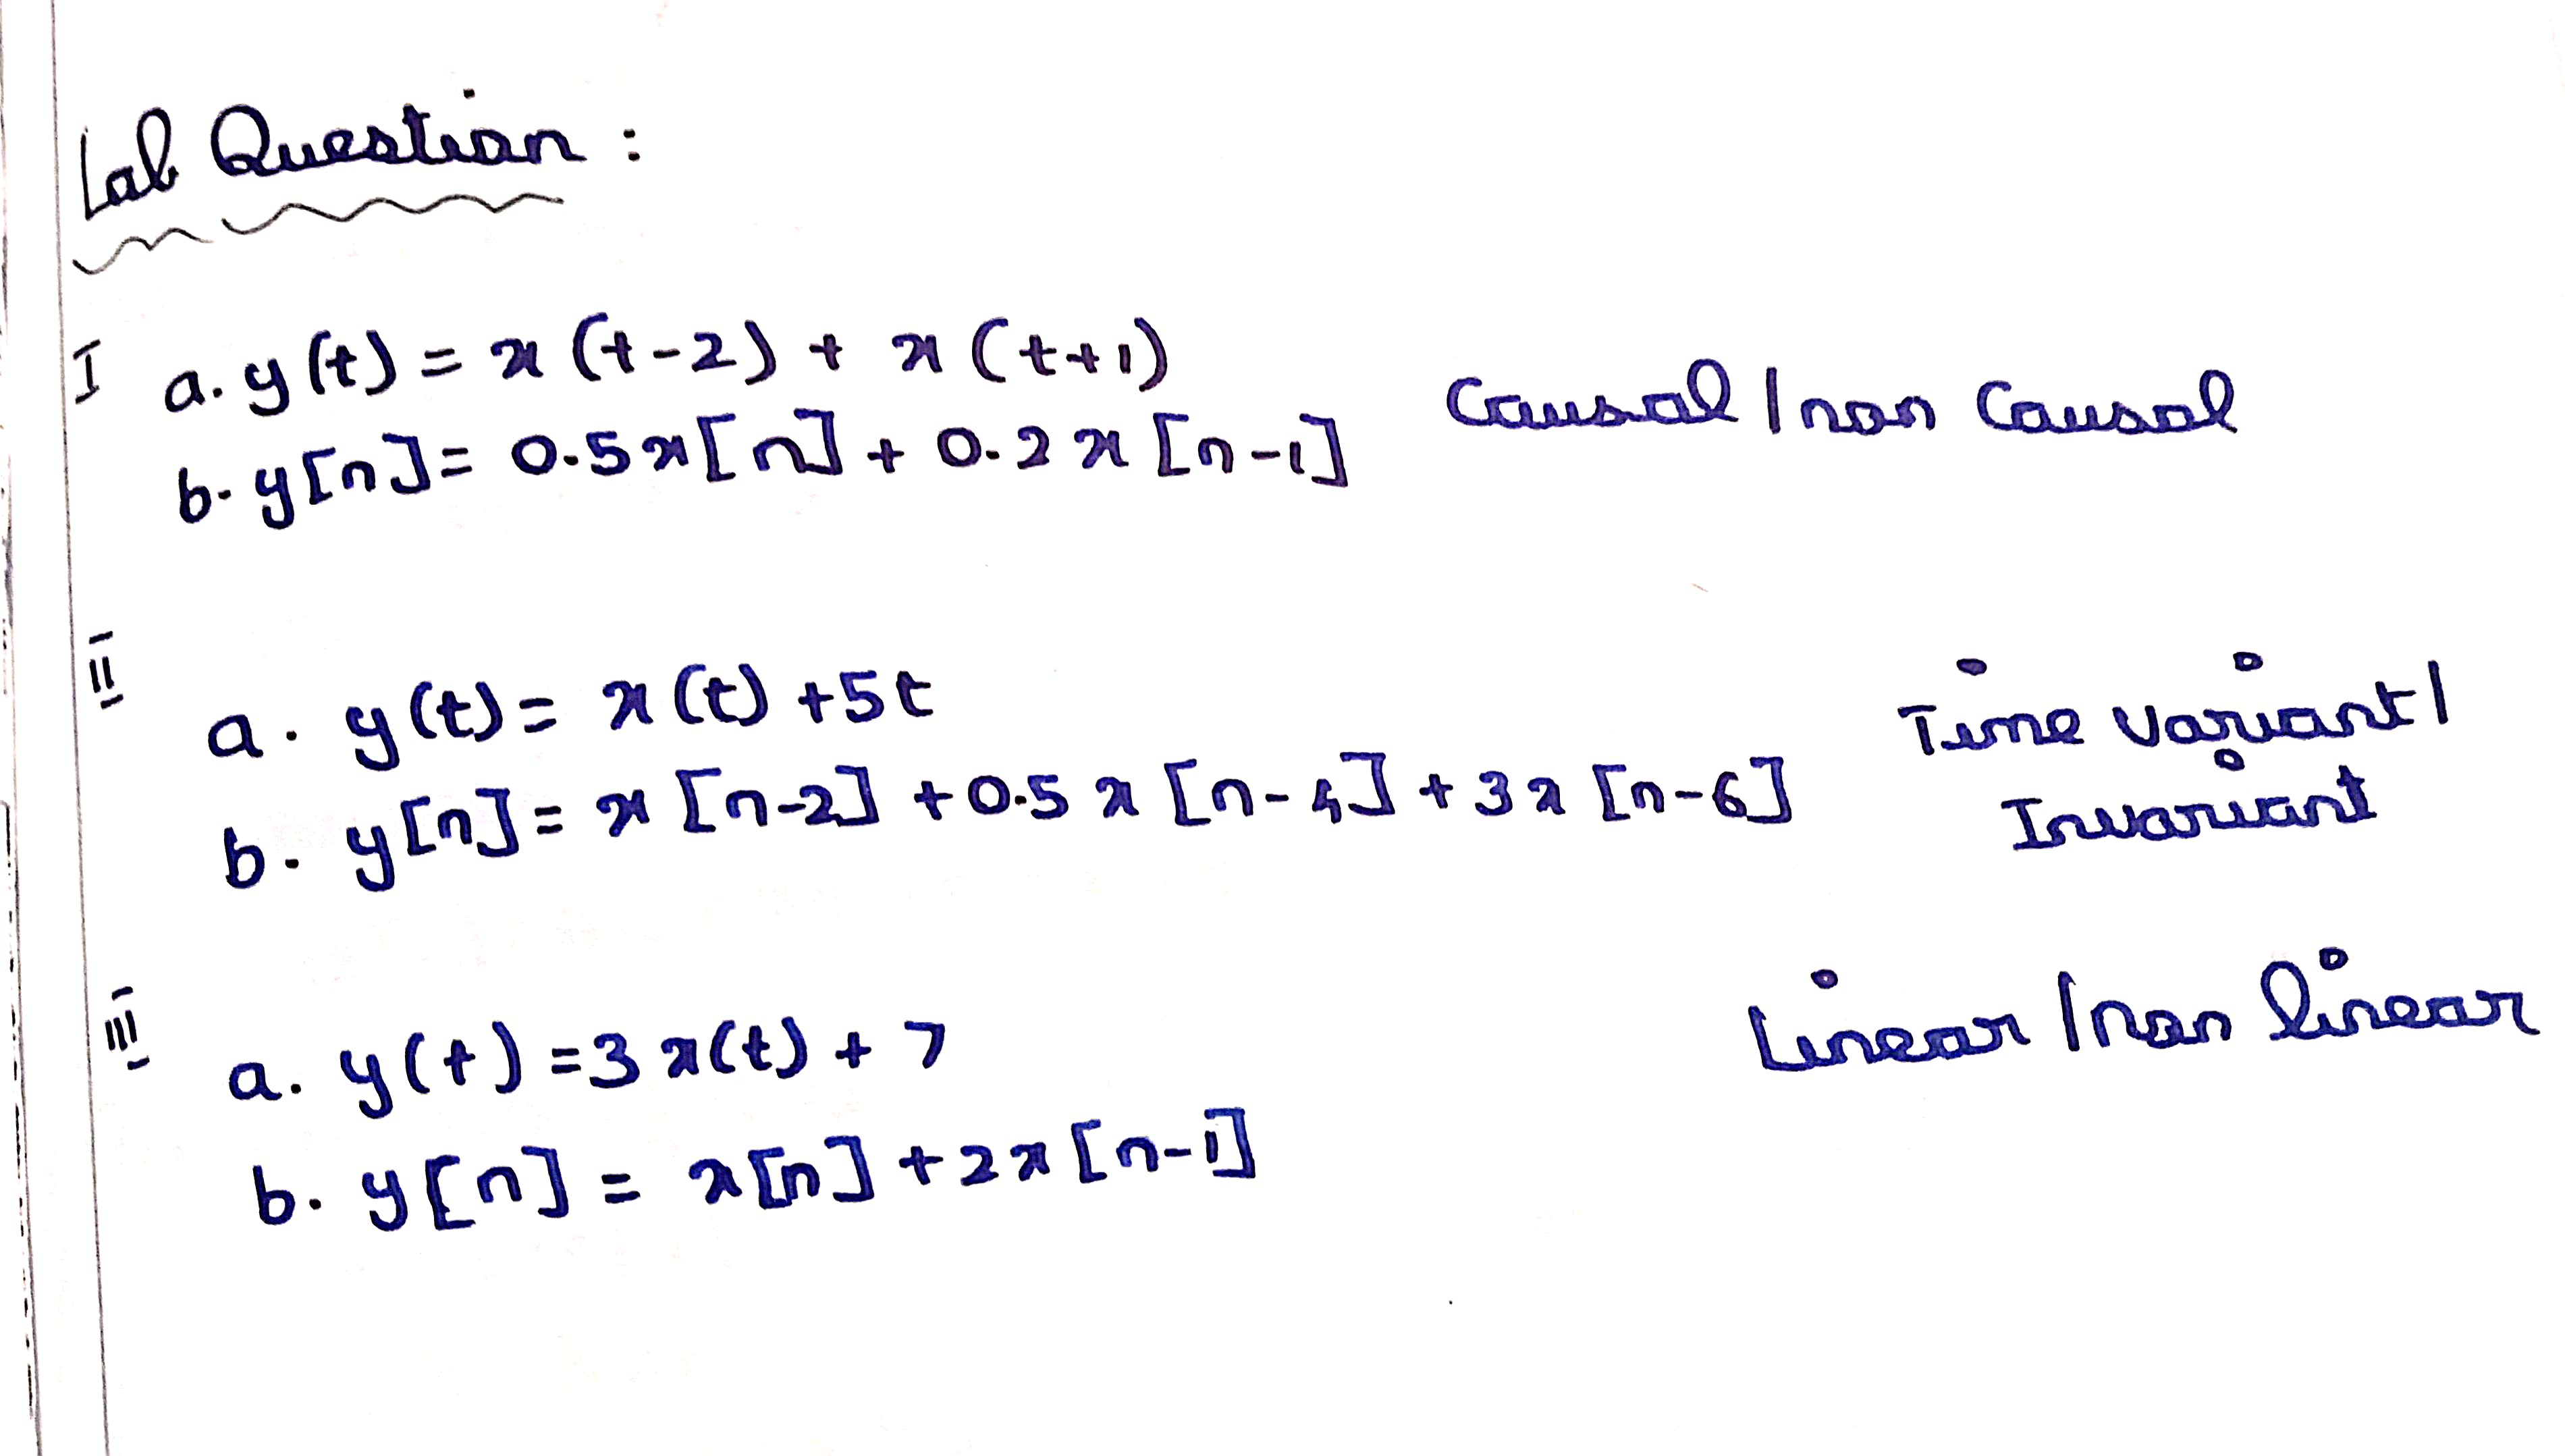 Lab Question :
I a. y(t) = x(t-2) + x(t+1)
b. y[n] = 0.5x[n] + 0.2x[n-1]
Causal / non Causal
II
a. y(t) = x(t) + 5t
b. y[n] = x[n-2] + 0.5x[n-4] + 3x[n-6]
Time Variant /
Invariant
III
a. y(t) = 3x(t) + 7
b. y[n] = x[n] + 2x[n-1]
Linear / non linear